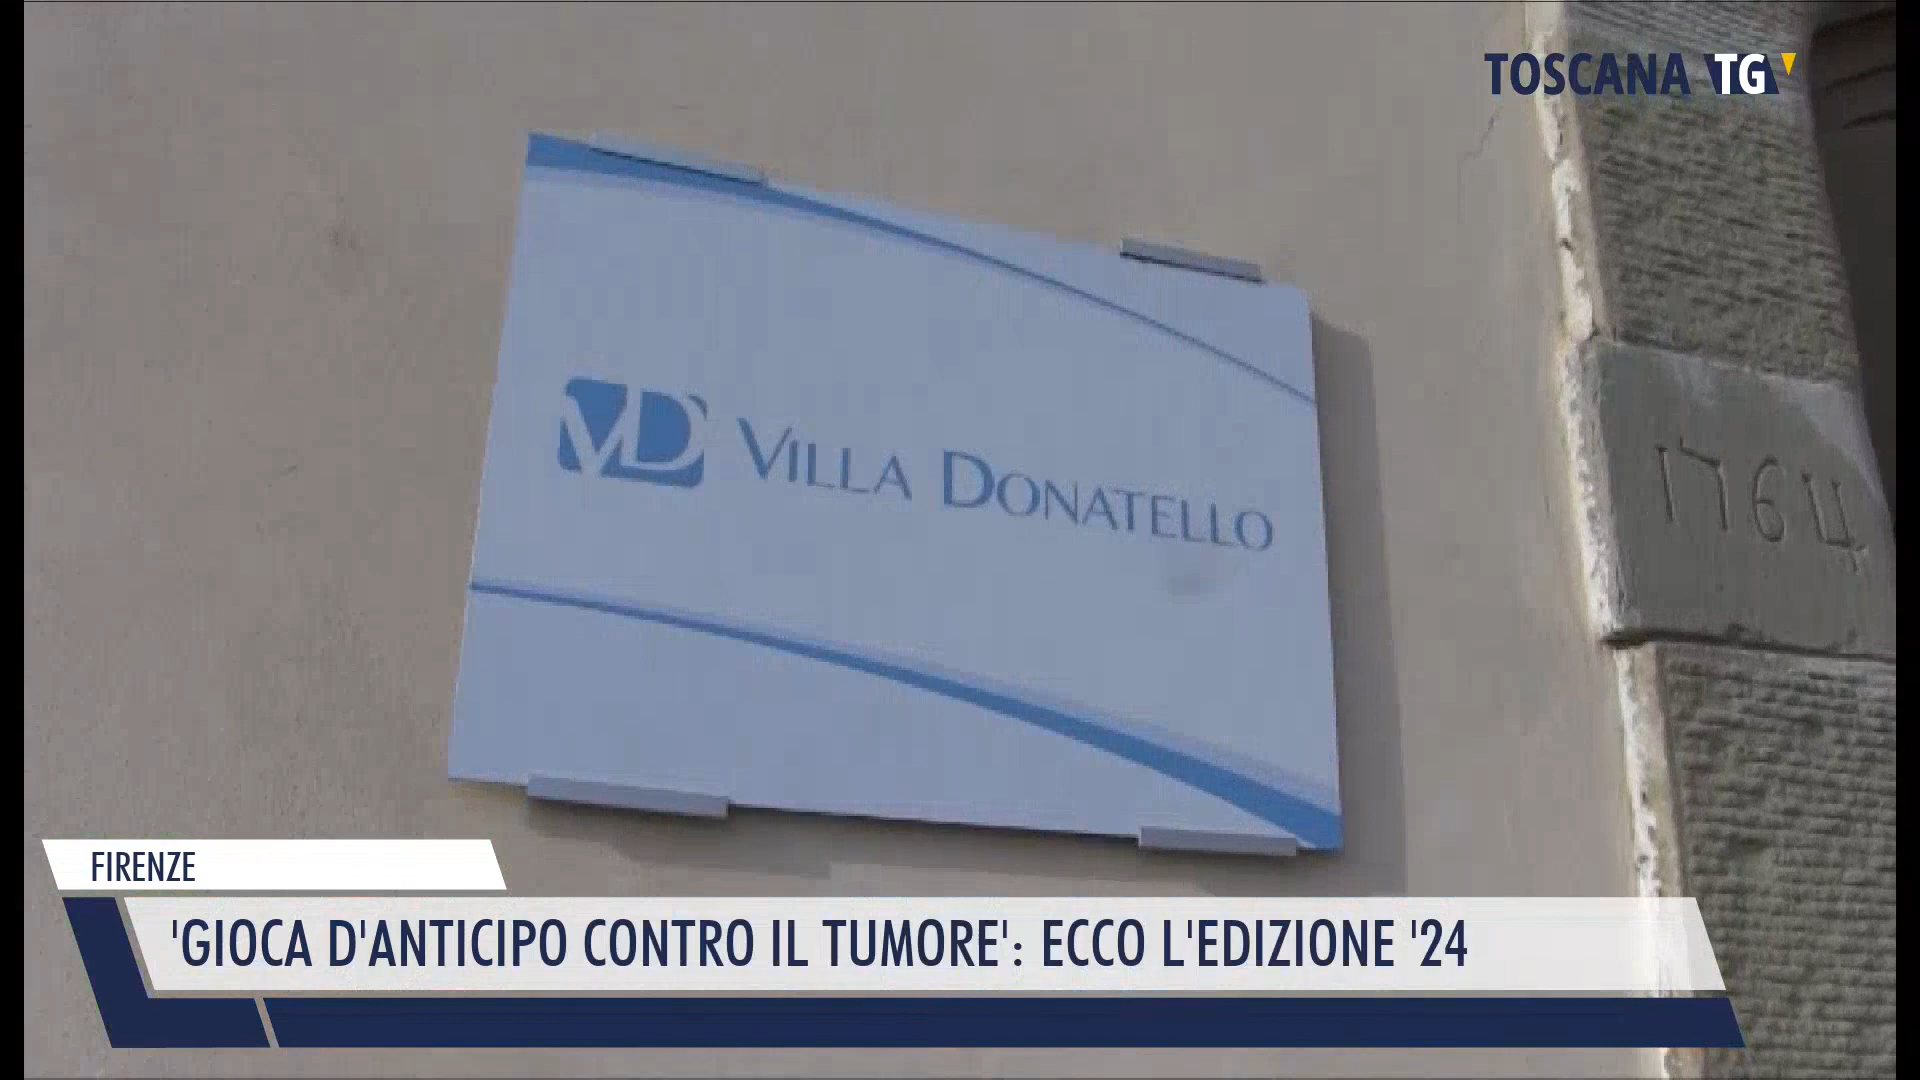 TOSCANA TG
VD VILLA DONATELLO
1764
FIRENZE
'GIOCA D'ANTICIPO CONTRO IL TUMORE': ECCO L'EDIZIONE '24